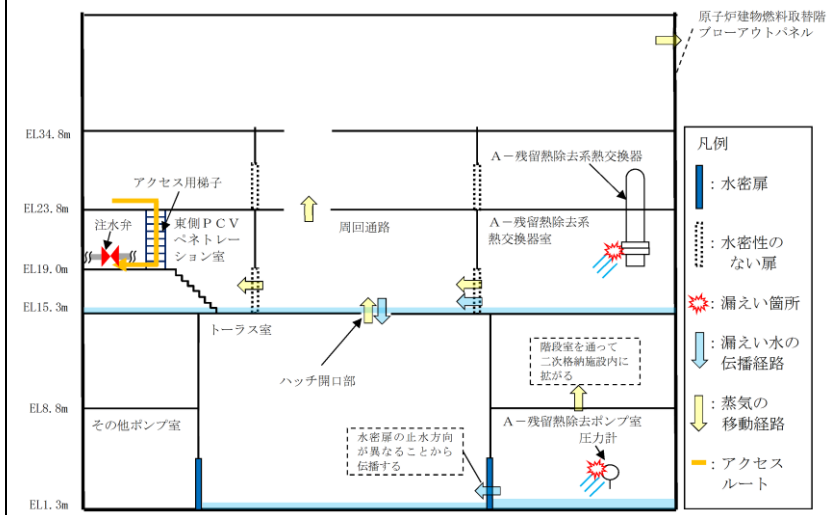 原子炉建物燃料取替階
ブローアウトパネル
EL34.8m
A－残留熱除去系熱交換器
凡例
：水密扉
：水密性の
ない扉
：漏えい箇所
：漏えい水の
伝播経路
：蒸気の
移動経路
：アクセス
ルート
アクセス用梯子
EL23.8m
注水弁
東側ＰＣＶ
ペネトレー
ション室
周回通路
A－残留熱除去系
熱交換器室
EL19.0m
EL15.3m
トーラス室
ハッチ開口部
階段室を通って
二次格納施設内に
拡がる
EL8.8m
その他ポンプ室
A－残留熱除去ポンプ室
圧力計
水密扉の止水方向
が異なることから
伝播する
EL1.3m